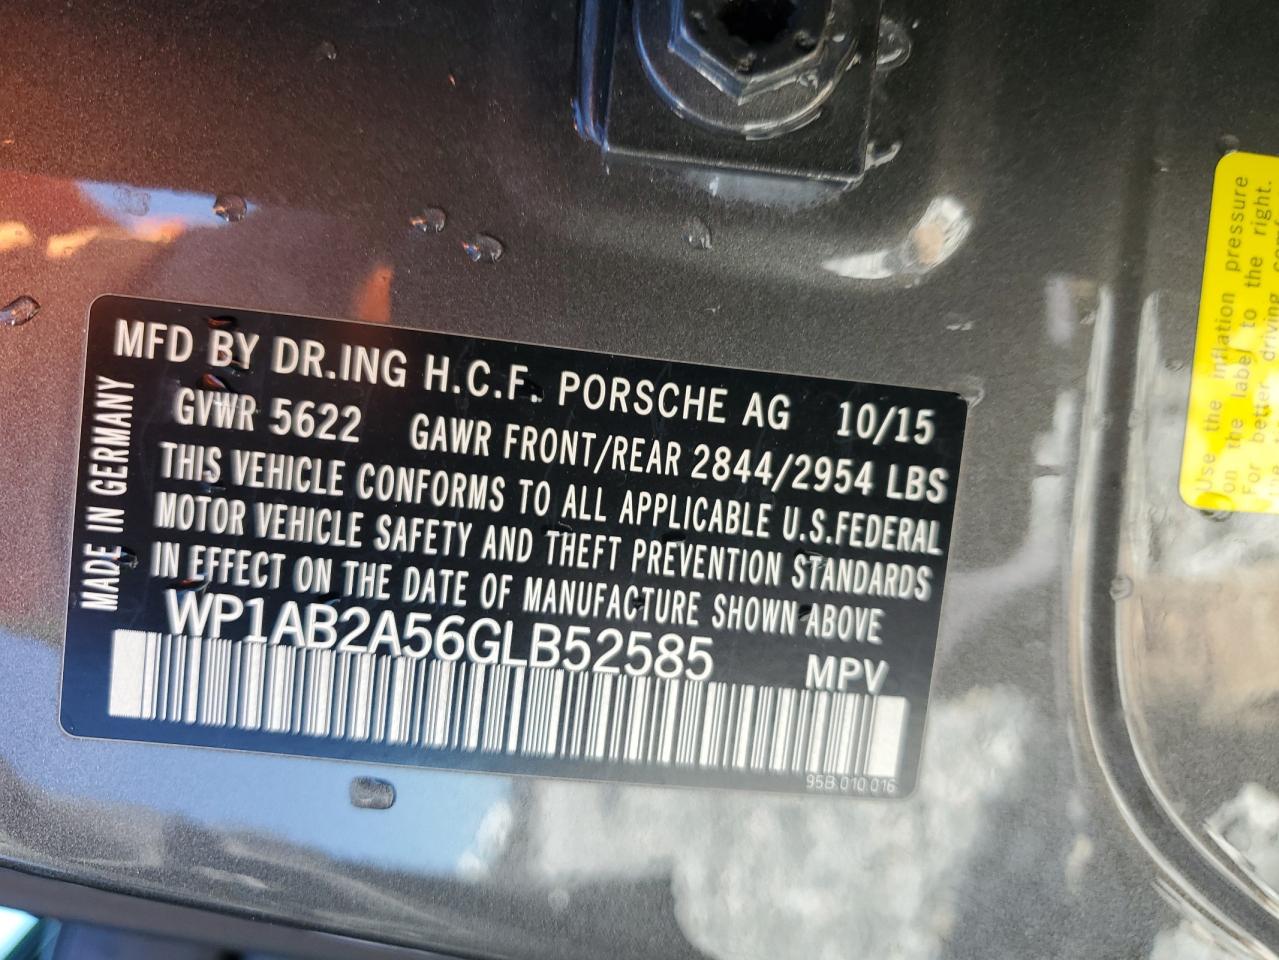 MFD BY DR.ING H.C.F. PORSCHE AG 10/15
GVWR 5622 GAWR FRONT/REAR 2844/2954 LBS
THIS VEHICLE CONFORMS TO ALL APPLICABLE U.S.FEDERAL
MOTOR VEHICLE SAFETY AND THEFT PREVENTION STANDARDS
IN EFFECT ON THE DATE OF MANUFACTURE SHOWN ABOVE
WP1AB2A56GLB52585 MPV
95B.010.016
MADE IN GERMANY
Use the inflation pressure
on the label to the right.
For better driving